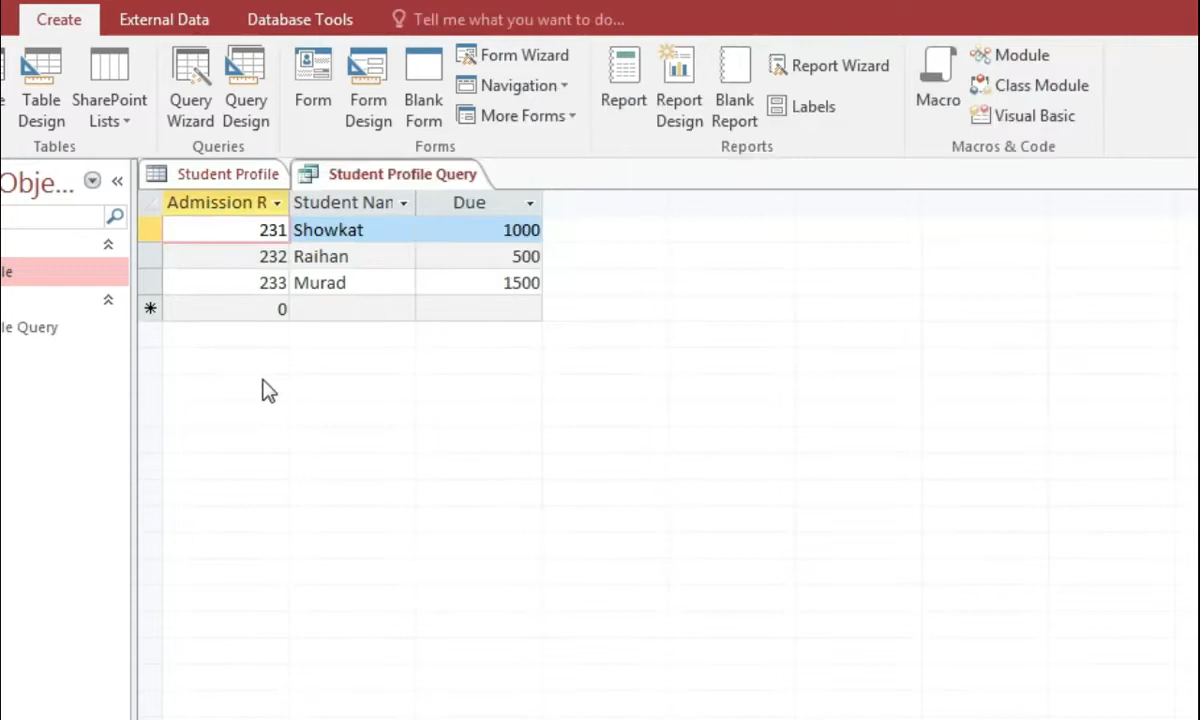 Create External Data Database Tools Tell me what you want to do...
e Table Design SharePoint Lists Query Wizard Query Design Form Form Design Blank Form Form Wizard Navigation More Forms Report Report Design Blank Report Report Wizard Labels Macro Module Class Module Visual Basic
Tables Queries Forms Reports Macros & Code
Obje... « Student Profile Student Profile Query
Admission R Student Nan Due
231 Showkat 1000
232 Raihan 500
le
233 Murad 1500
* 0
le Query